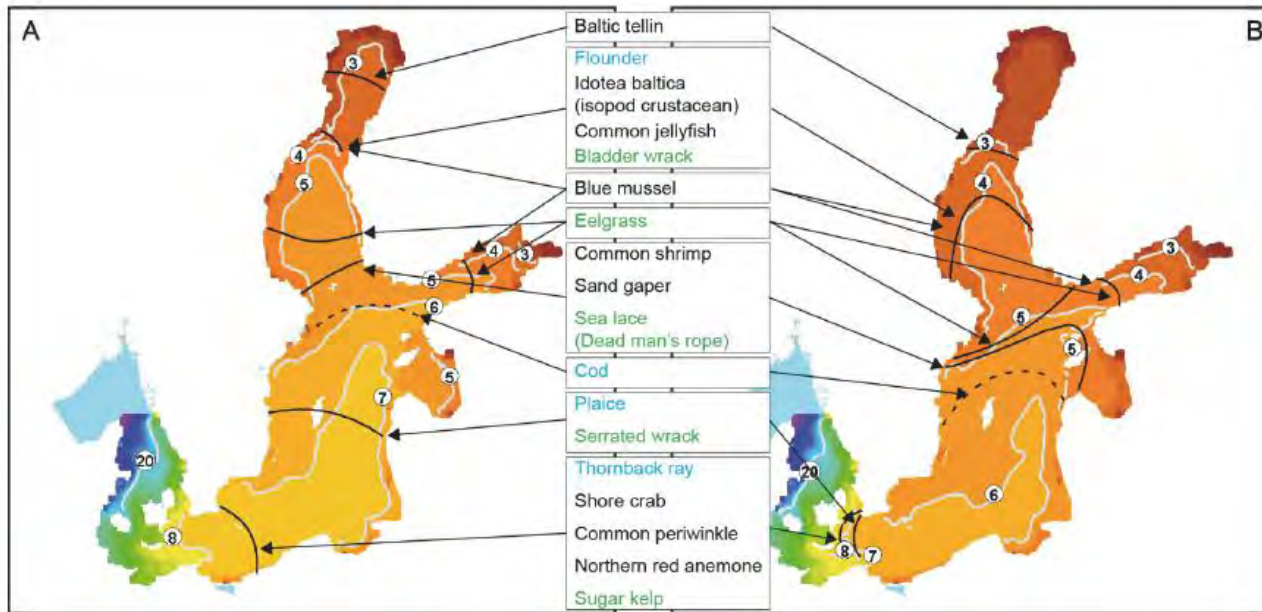 A
B
Baltic tellin
Flounder
Idotea baltica
(isopod crustacean)
Common jellyfish
Bladder wrack
Blue mussel
Eelgrass
Common shrimp
Sand gaper
Sea lace
(Dead man's rope)
Cod
Plaice
Serrated wrack
Thornback ray
Shore crab
Common periwinkle
Northern red anemone
Sugar kelp
3
4
5
4
3
5
6
5
7
20
8
3
4
3
4
5
5
20
6
8
7